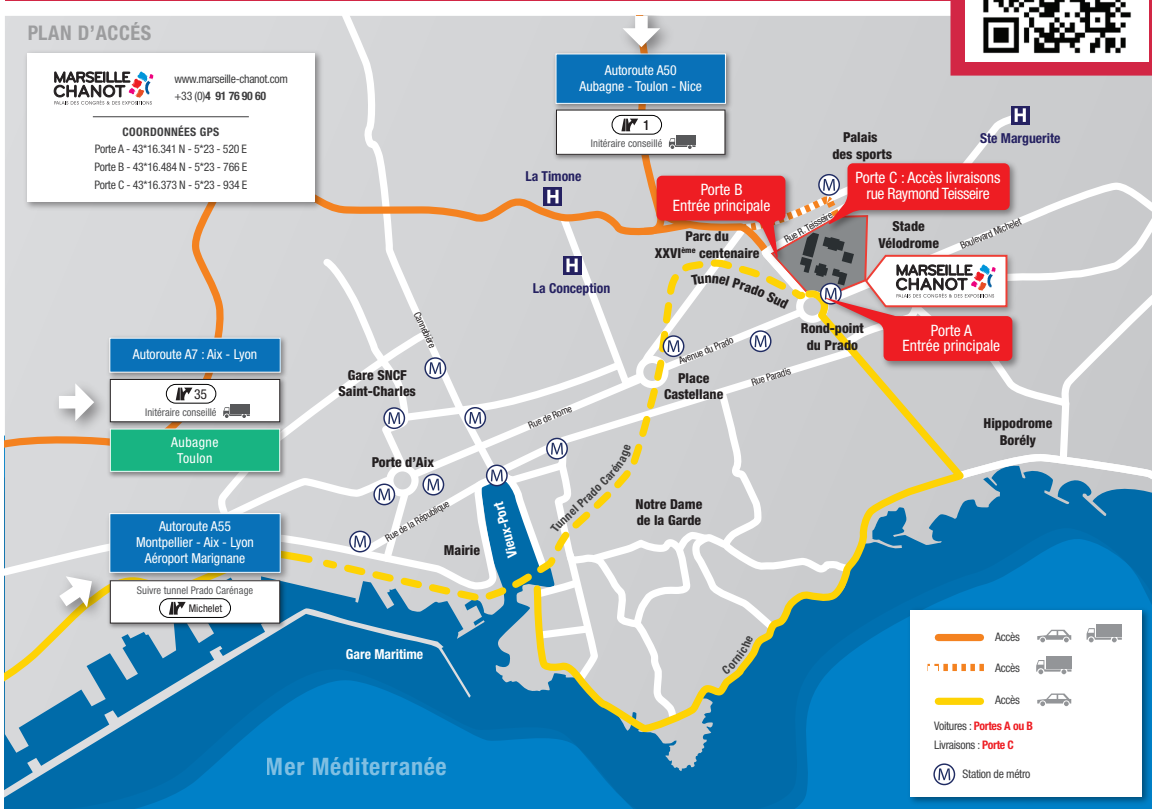 PLAN D'ACCÉS
MARSEILLE
CHANOT
PALAIS DES CONGRÈS & DES EXPOSITIONS
www.marseille-chanot.com
+33 (0)4 91 76 90 60
COORDONNÉES GPS
Porte A - 43*16.341 N - 5*23 - 520 E
Porte B - 43*16.484 N - 5*23 - 766 E
Porte C - 43*16.373 N - 5*23 - 934 E
Autoroute A50
Aubagne - Toulon - Nice
1
Initéraire conseillé
H
Ste Marguerite
Palais
des sports
M
La Timone
H
Porte B
Entrée principale
Porte C : Accès livraisons
rue Raymond Teisseire
Rue R. Teisseire
Stade
Vélodrome
Boulevard Michelet
Parc du
XXVIème centenaire
H
La Conception
Tunnel Prado Sud
MARSEILLE
CHANOT
PALAIS DES CONGRÈS & DES EXPOSITIONS
M
Rond-point
du Prado
Porte A
Entrée principale
Cannebière
Autoroute A7 : Aix - Lyon
35
Initéraire conseillé
Aubagne
Toulon
Gare SNCF
Saint-Charles
M
M
M
Avenue du Prado
M
M
Place
Castellane
Rue Paradis
Rue de Rome
Hippodrome
Borély
Porte d'Aix
M
M
M
M
M
Rue de la République
Vieux-Port
Tunnel Prado Carénage
Notre Dame
de la Garde
Mairie
Autoroute A55
Montpellier - Aix - Lyon
Aéroport Marignane
Suivre tunnel Prado Carénage
Michelet
Gare Maritime
Corniche
Mer Méditerranée
Accès
Accès
Accès
Voitures : Portes A ou B
Livraisons : Porte C
M Station de métro